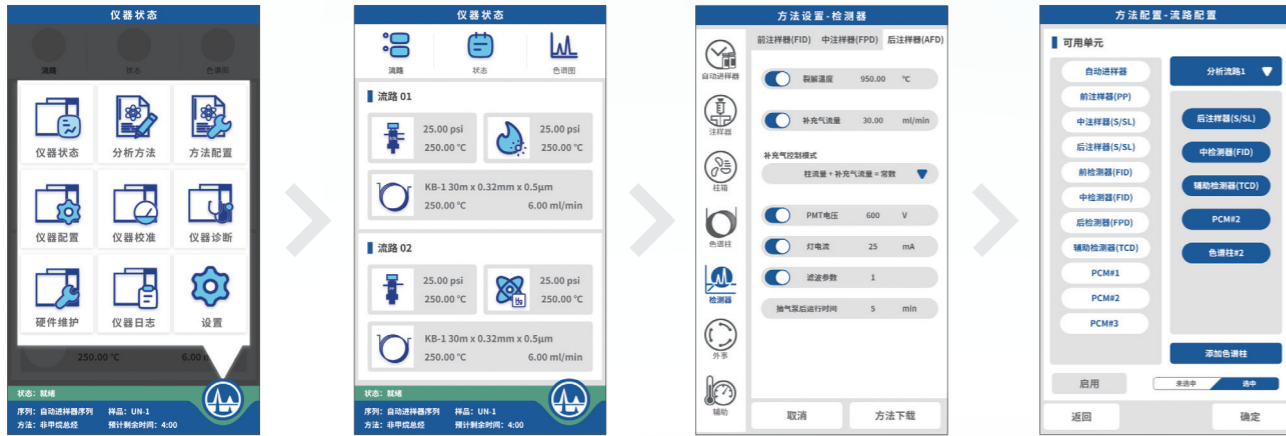 仪器状态
流路
状态
色谱图
仪器状态
分析方法
方法配置
仪器配置
仪器校准
仪器诊断
硬件维护
仪器日志
设置
250.00 °C
6.00
状态：就绪
序列：自动进样器序列 样品：UN-1
方法：非甲烷总烃 预计剩余时间：4:00
仪器状态
流路
状态
色谱图
流路 01
25.00 psi
250.00 °C
25.00 psi
250.00 °C
KB-1 30m x 0.32mm x 0.5μm
250.00 °C 6.00 ml/min
流路 02
25.00 psi
250.00 °C
25.00 psi
250.00 °C
KB-1 30m x 0.32mm x 0.5μm
250.00 °C 6.00 ml/min
状态：就绪
序列：自动进样器序列 样品：UN-1
方法：非甲烷总烃 预计剩余时间：4:00
方法设置-检测器
自动进样器
注样器
柱箱
色谱柱
检测器
外事
辅助
前注样器(FID) 中注样器(FPD) 后注样器(AFD)
裂解温度 950.00 °C
补充气流量 30.00 ml/min
补充气控制模式
柱流量 + 补充气流量 = 常数
PMT电压 600 V
灯电流 25 mA
滤波参数 1
抽气泵后运行时间 5 min
取消
方法下载
方法配置-流路配置
可用单元
自动进样器
前注样器(PP)
中注样器(S/SL)
后注样器(S/SL)
前检测器(FID)
中检测器(FID)
后检测器(FPD)
辅助检测器(TCD)
PCM#1
PCM#2
PCM#3
分析流路1
后注样器(S/SL)
中检测器(FID)
辅助检测器(TCD)
PCM#2
色谱柱#2
添加色谱柱
启用
未选中
选中
返回
确定